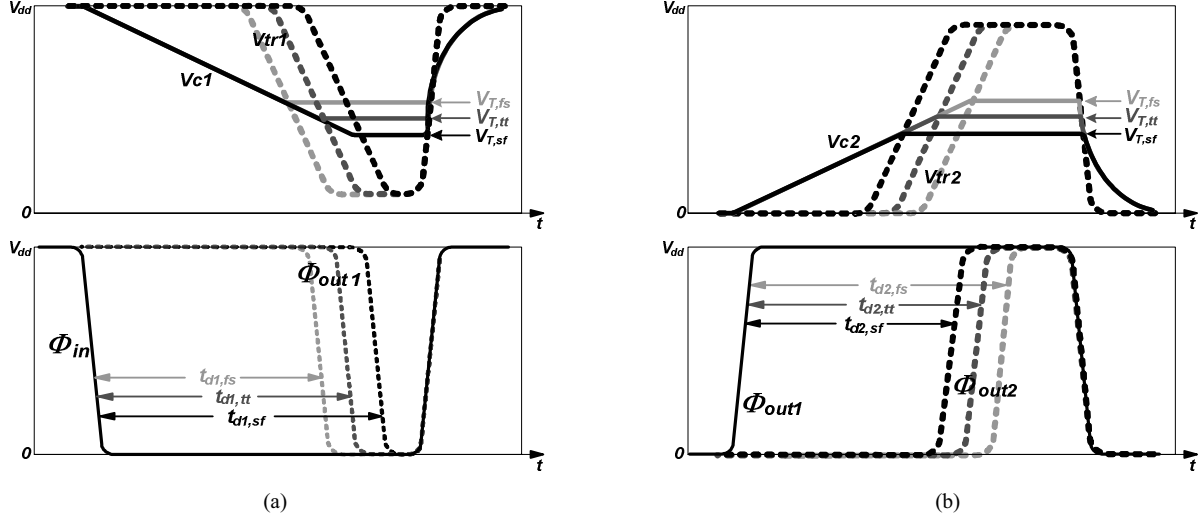 Vdd
Vtr1
Vc1
VT,fs
VT,tt
VT,sf
0
t
Vdd
Φout1
Φin
td1,fs
td1,tt
td1,sf
0
t
(a)
Vdd
VT,fs
VT,tt
VT,sf
Vc2
Vtr2
0
t
Vdd
td2,fs
td2,tt
td2,sf
Φout2
Φout1
0
t
(b)